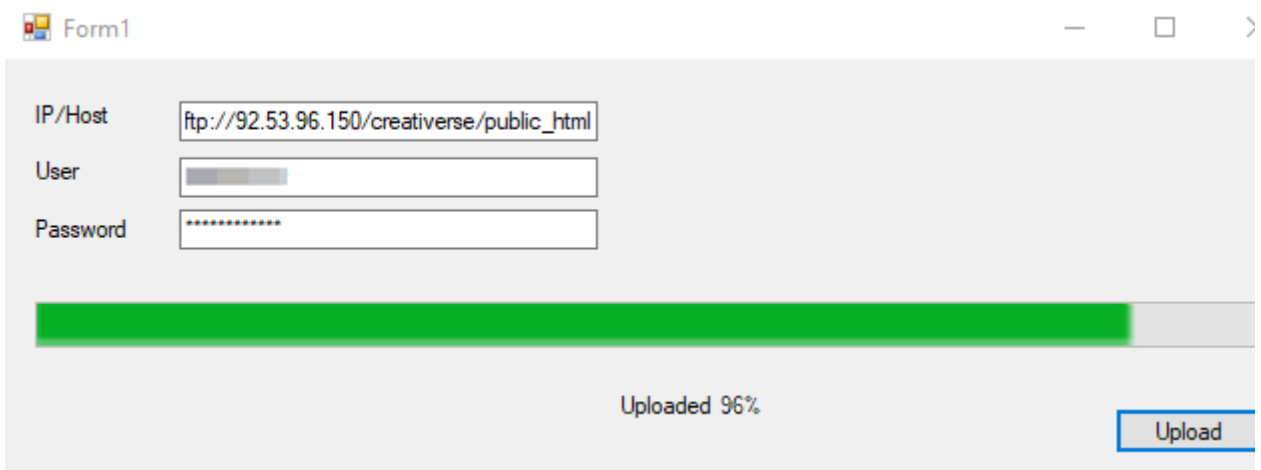 Form1
IP/Host ftp://92.53.96.150/creativerse/public_html
User
Password ************
Uploaded 96%
Upload